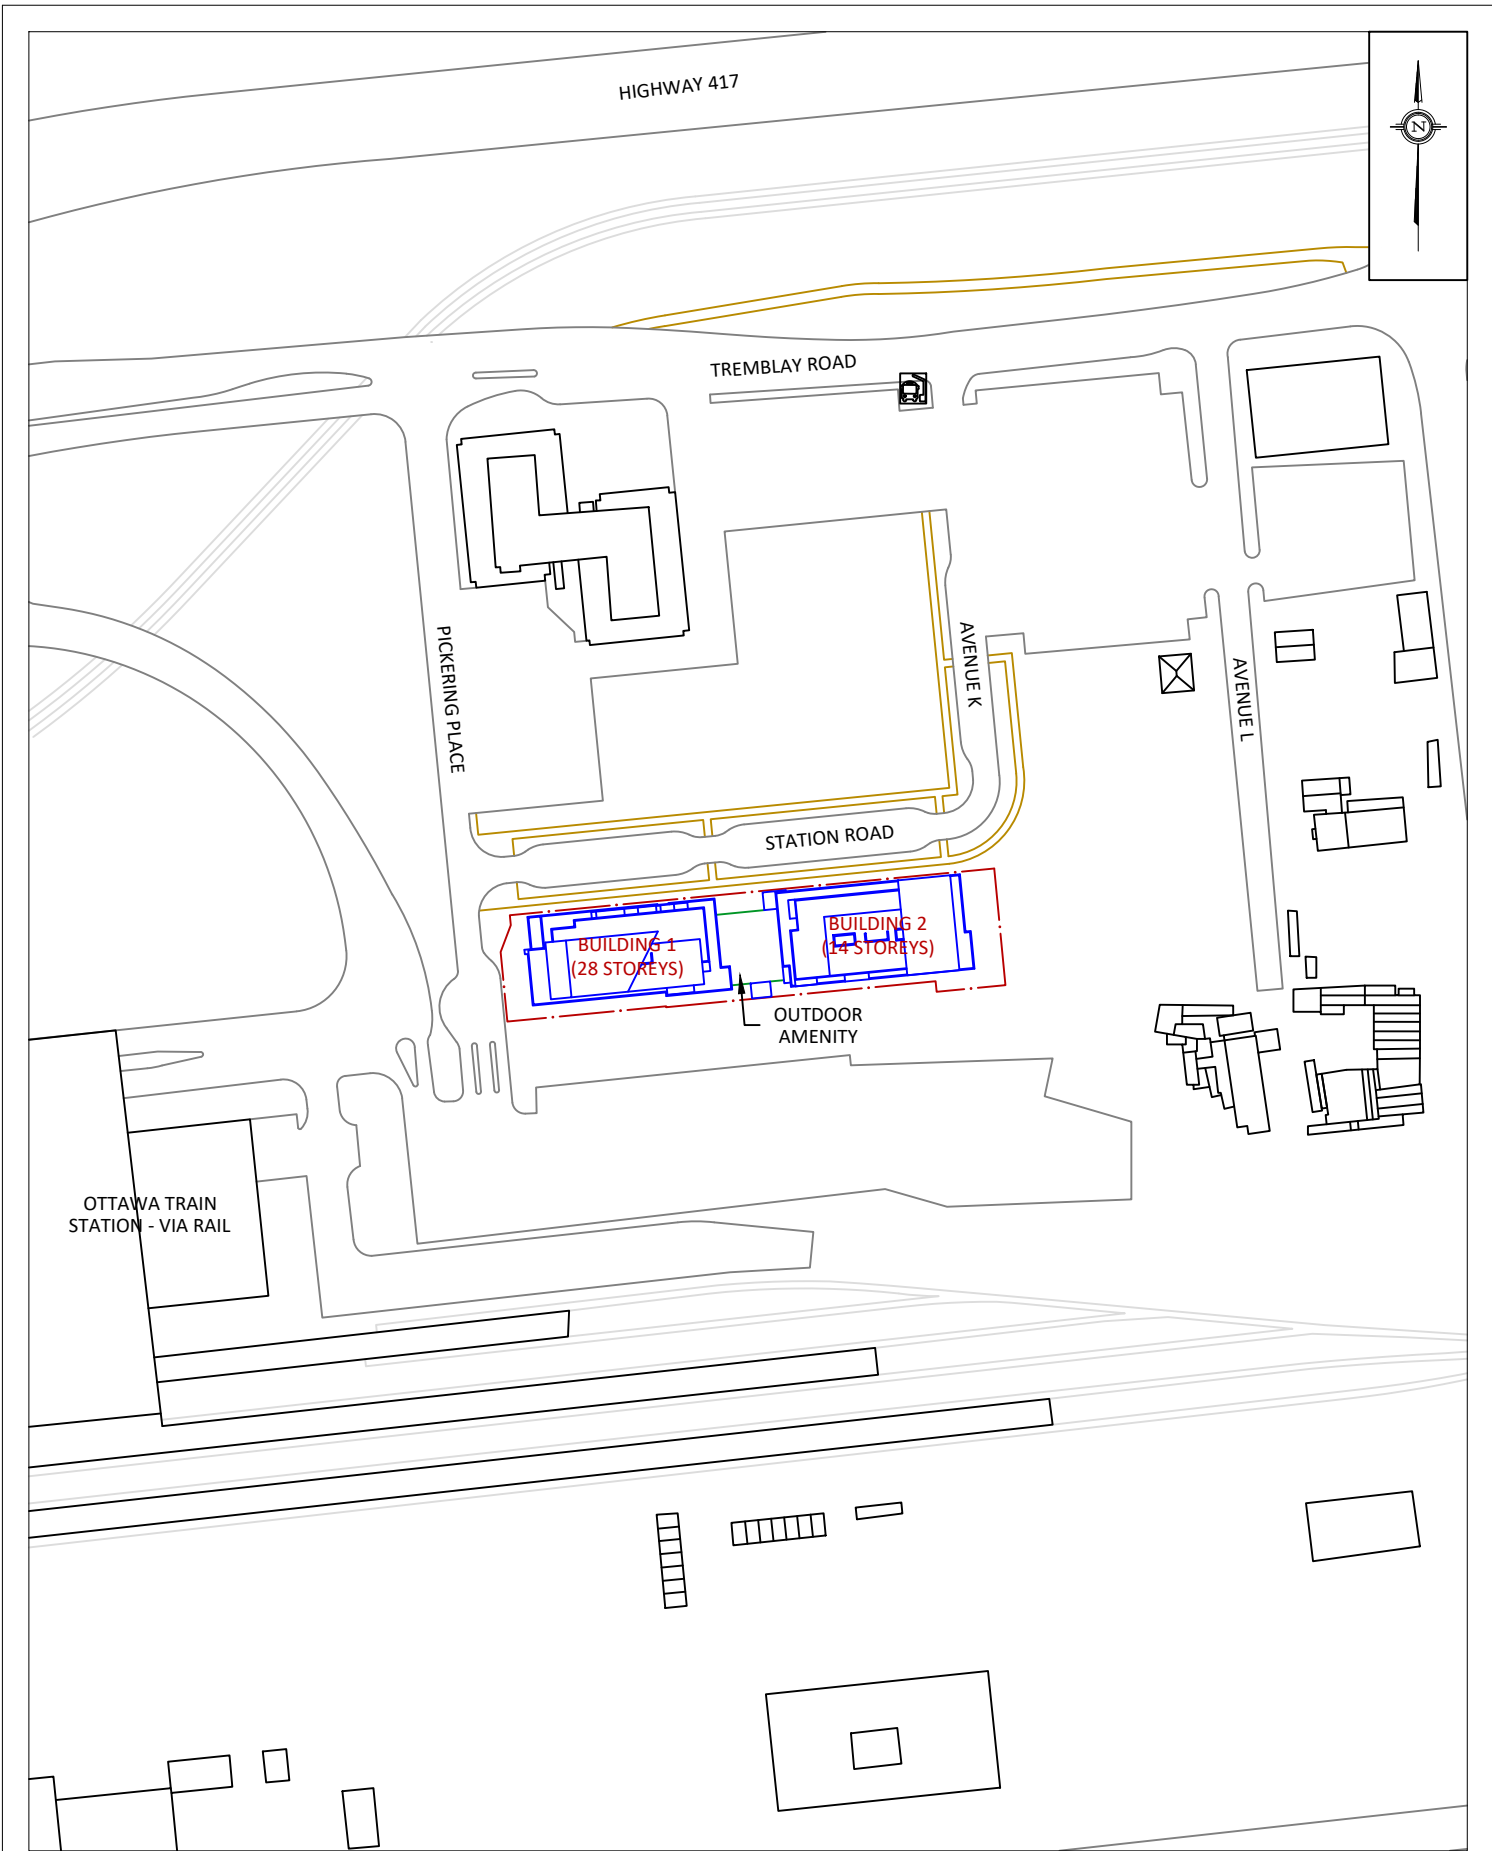 HIGHWAY 417
N
TREMBLAY ROAD
PICKERING PLACE
AVENUE K
AVENUE L
STATION ROAD
BUILDING 1
(28 STOREYS)
BUILDING 2
(14 STOREYS)
OUTDOOR
AMENITY
OTTAWA TRAIN
STATION - VIA RAIL